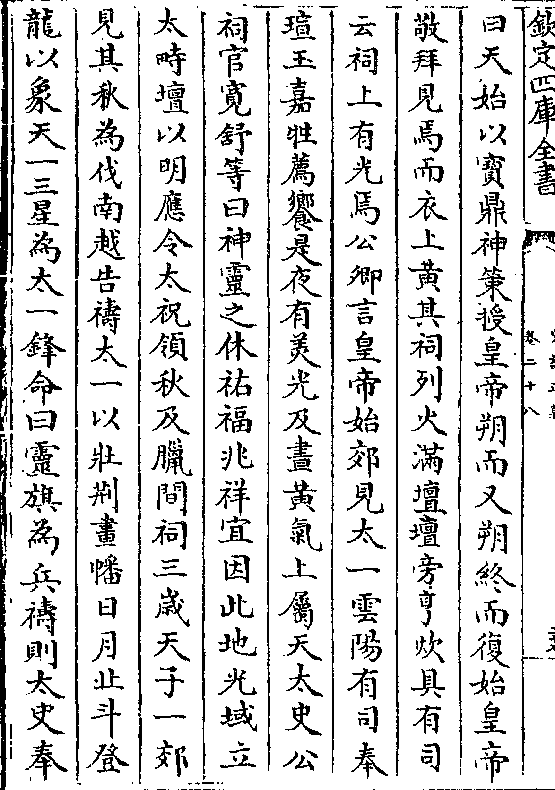 欽定四庫全書
卷二十八
曰天始以寶鼎神策授皇帝朔而又朔終而復始皇帝
敬拜見焉而衣上黄其祠列火滿壇壇旁亨炊具有司
云祠上有光焉公卿言皇帝始郊見太一雲陽有司奉
瑄玉嘉牲薦饗是夜有美光及晝黄氣上屬天太史公
祠官寛舒等曰神靈之休祐福兆祥宜因此地光域立
太畤壇以明應令太祝領秋及臘間祠三歲天子一郊
見其秋為伐南越告禱太一以壯荆畫幡日月北斗登
龍以象天一三星為太一鋒命曰靈旗為兵禱則太史奉